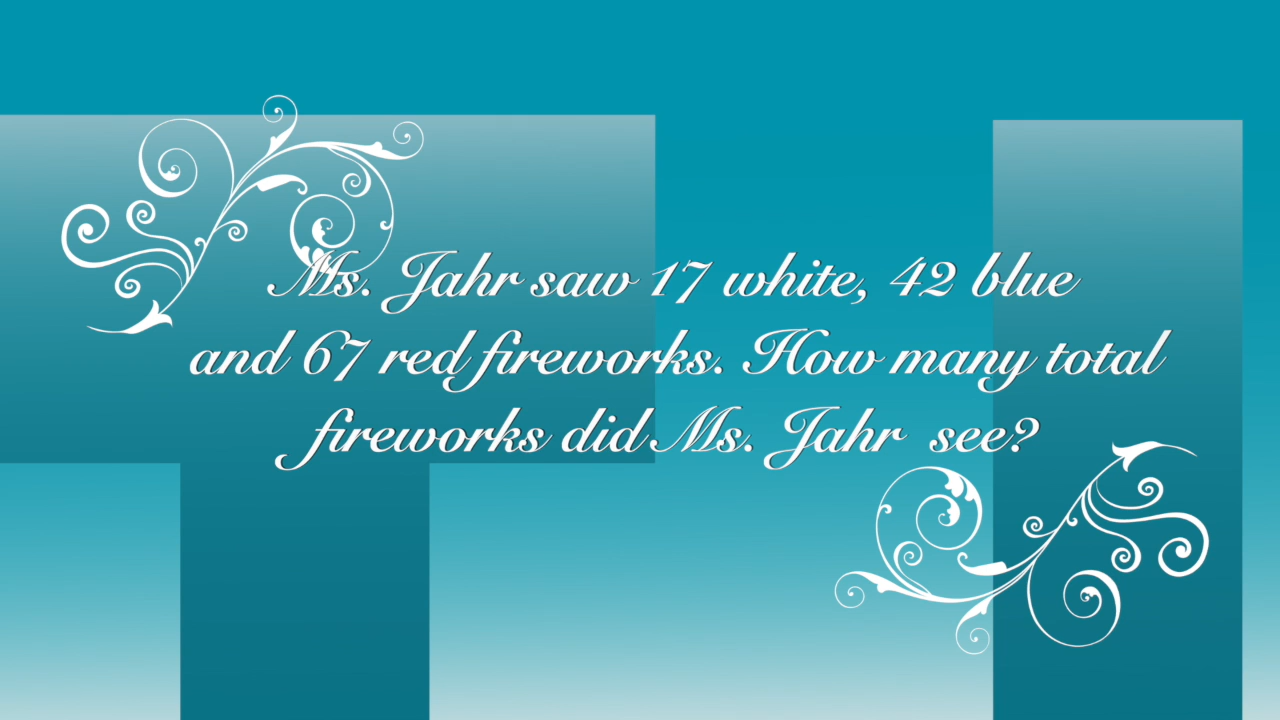 Ms. Jahr saw 17 white, 42 blue
and 67 red fireworks. How many total
fireworks did Ms. Jahr see?